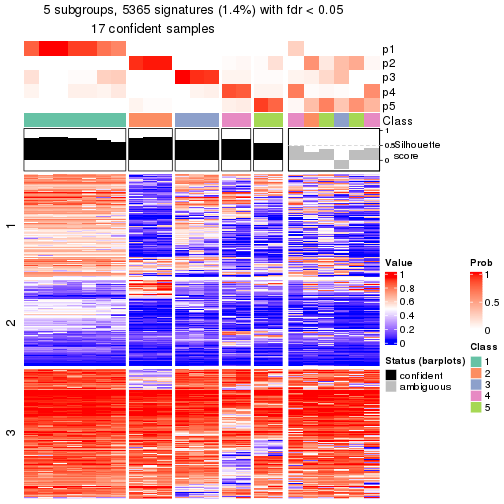 5 subgroups, 5365 signatures (1.4%) with fdr < 0.05
17 confident samples
p1
p2
p3
p4
p5
Class
1
0.5
0
Silhouette
score
1
2
3
Value
1
0.8
0.6
0.4
0.2
0
Status (barplots)
confident
ambiguous
Prob
1
0.5
0
Class
1
2
3
4
5